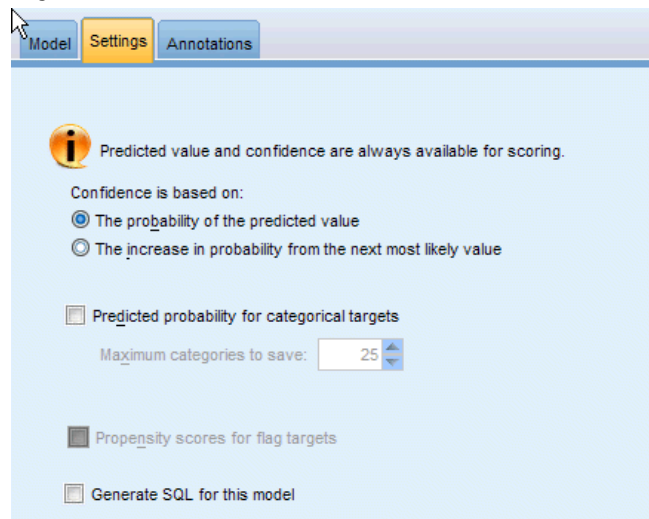 Model Settings Annotations
Predicted value and confidence are always available for scoring.
Confidence is based on:
The probability of the predicted value
The increase in probability from the next most likely value
Predicted probability for categorical targets
Maximum categories to save: 25
Propensity scores for flag targets
Generate SQL for this model